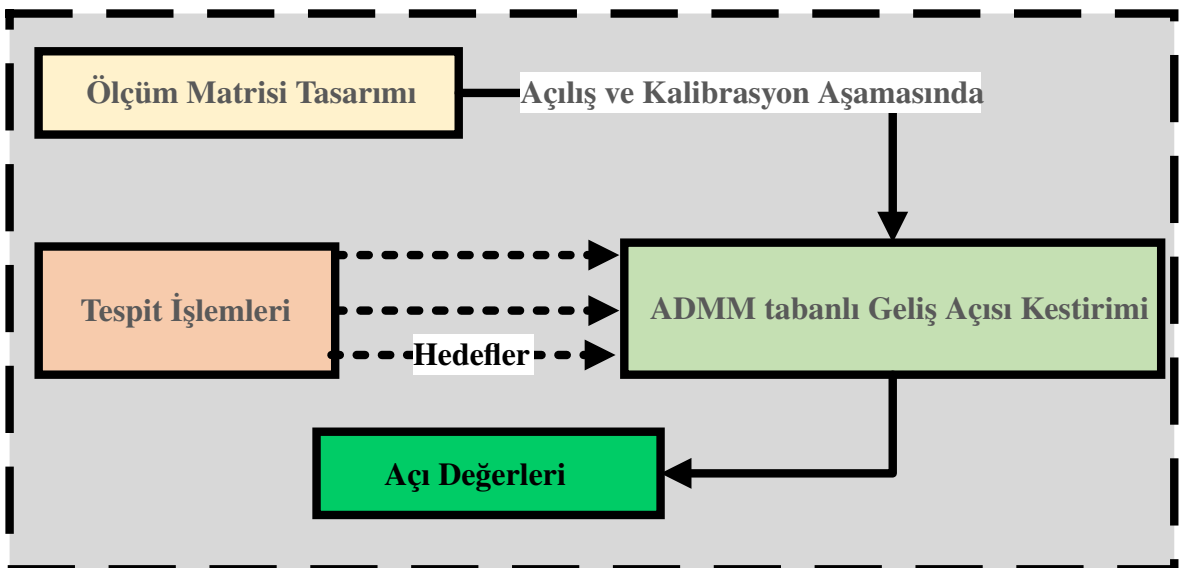 Ölçüm Matrisi Tasarımı
Açılış ve Kalibrasyon Aşamasında
Tespit İşlemleri
ADMM tabanlı Geliş Açısı Kestirimi
Hedefler
Açı Değerleri